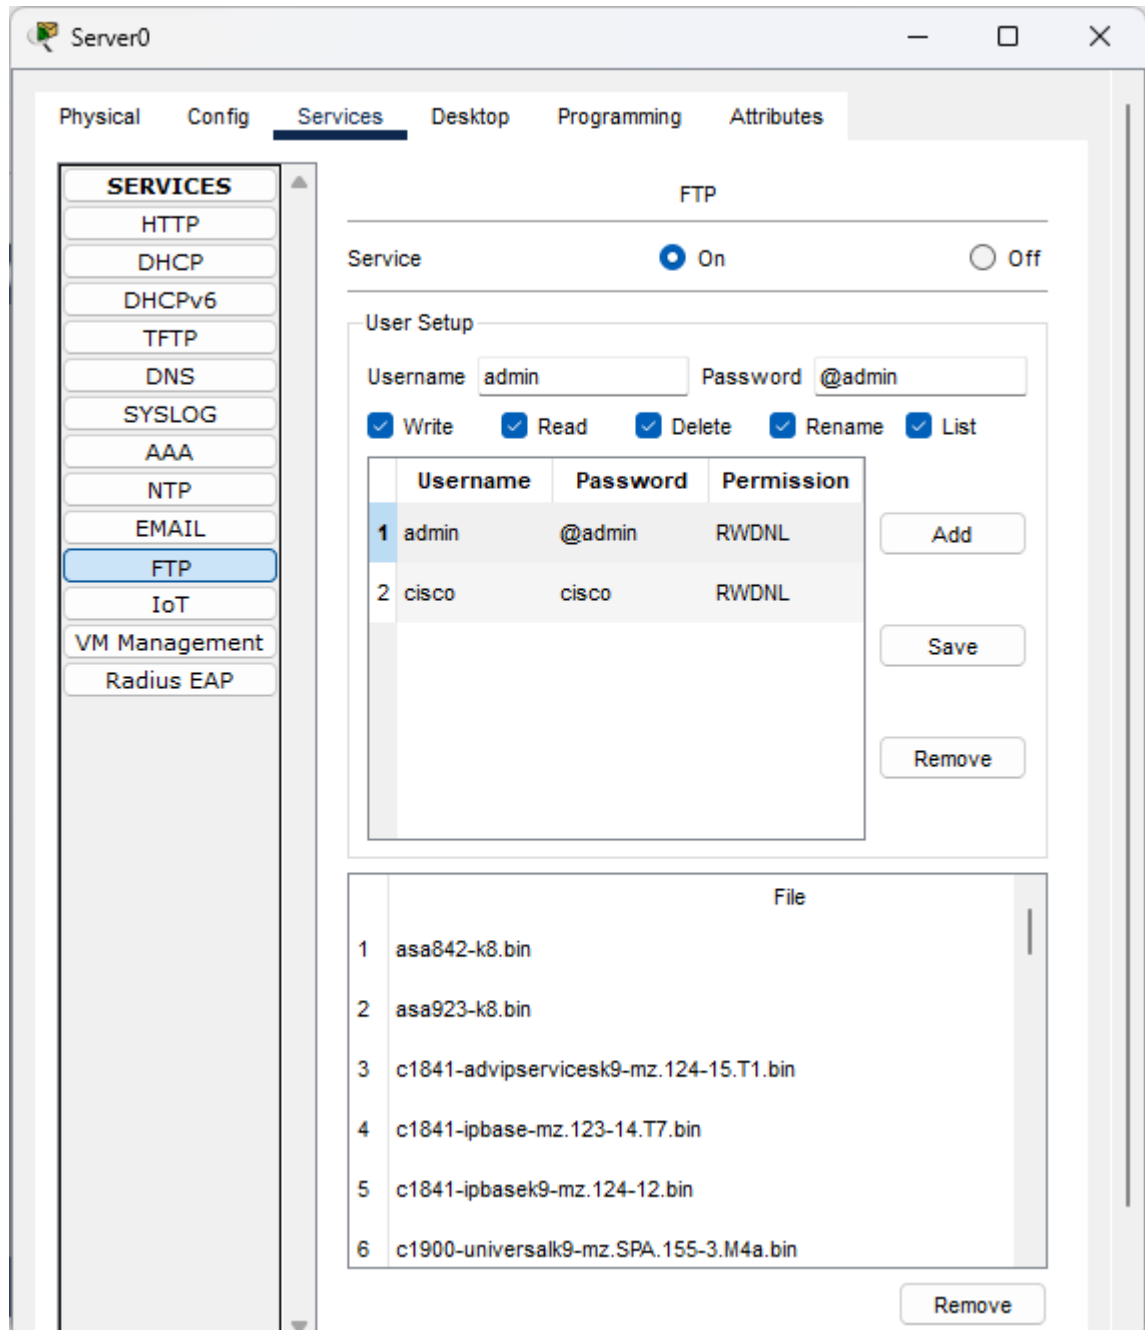 Server0
Physical Config Services Desktop Programming Attributes
SERVICES
HTTP
DHCP
DHCPv6
TFTP
DNS
SYSLOG
AAA
NTP
EMAIL
FTP
IoT
VM Management
Radius EAP
FTP
Service On Off
User Setup
Username admin Password @admin
Write Read Delete Rename List
Username Password Permission
1 admin @admin RWDNL
2 cisco cisco RWDNL
Add
Save
Remove
File
1 asa842-k8.bin
2 asa923-k8.bin
3 c1841-advipservicesk9-mz.124-15.T1.bin
4 c1841-ipbase-mz.123-14.T7.bin
5 c1841-ipbasek9-mz.124-12.bin
6 c1900-universalk9-mz.SPA.155-3.M4a.bin
Remove